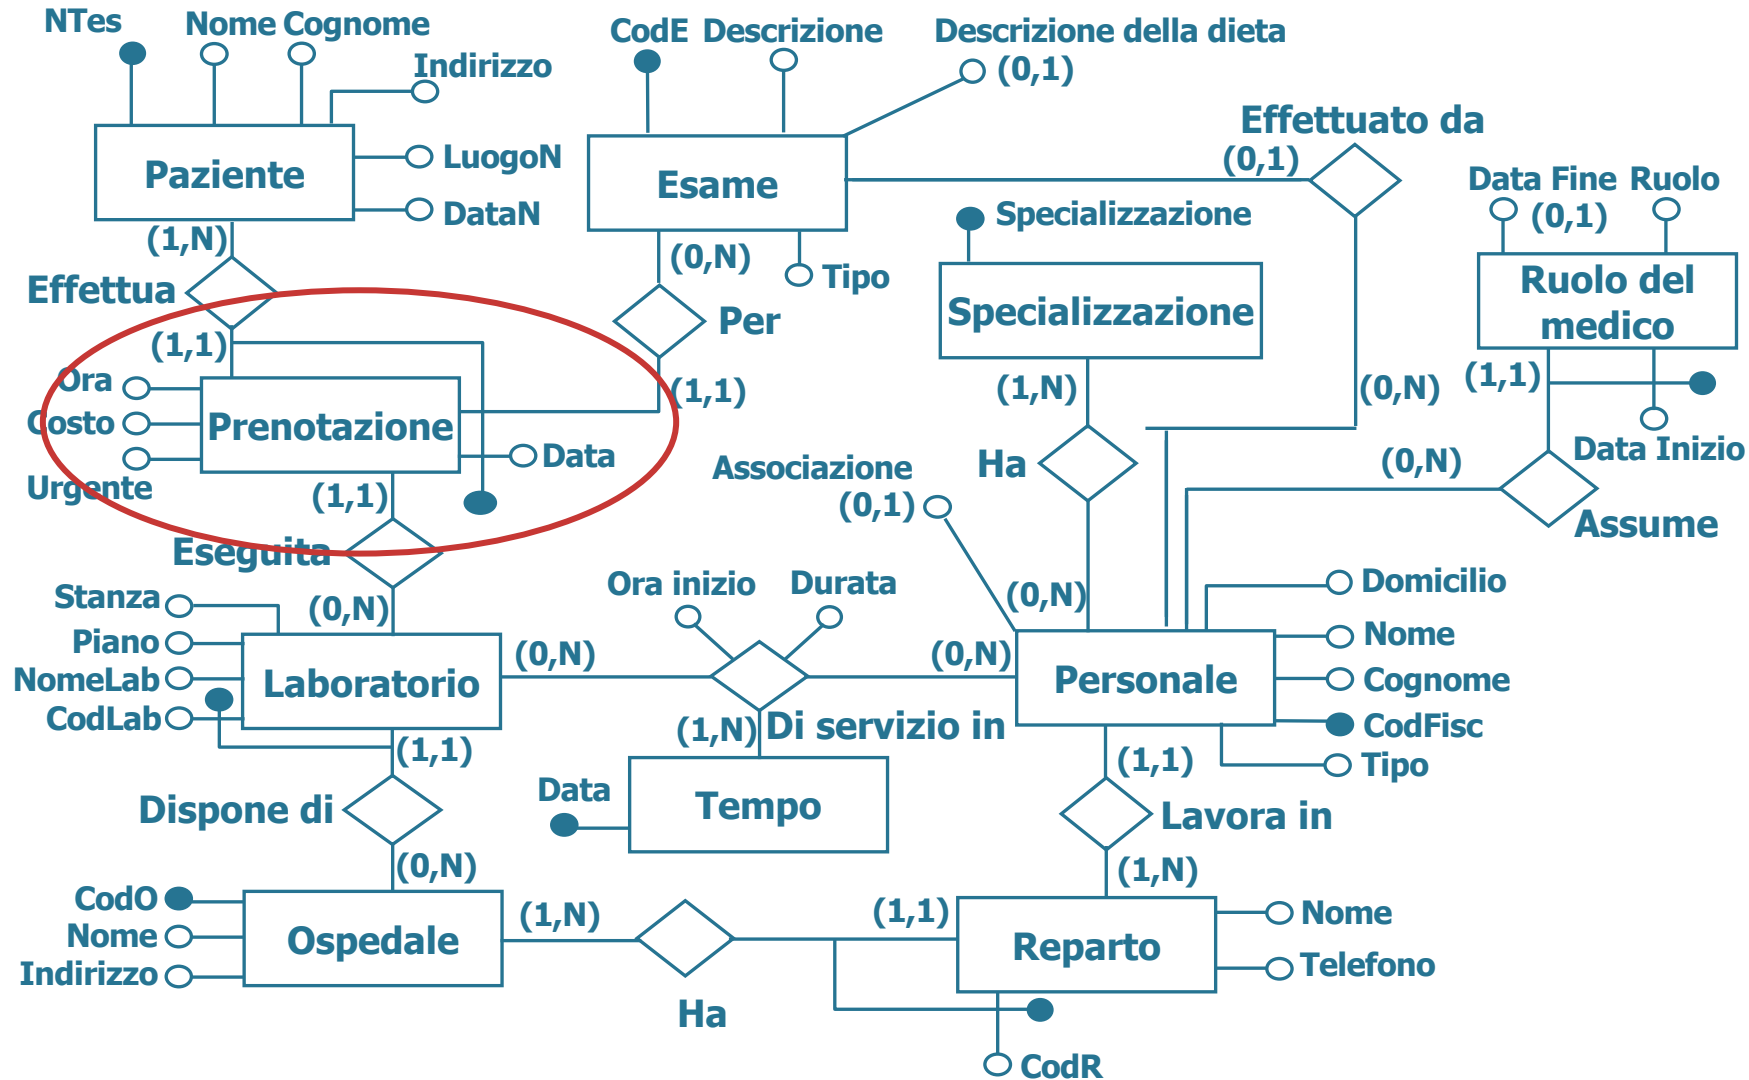 NTes
Nome Cognome
Indirizzo
LuogoN
DataN
Paziente
(1,N)
Effettua
(1,1)
CodE Descrizione
Descrizione della dieta
(0,1)
Esame
(0,N)
Tipo
Per
(1,1)
Effettuato da
(0,1)
(0,N)
Specializzazione
Specializzazione
(1,N)
Ha
(0,N)
Data Fine Ruolo
(0,1)
Ruolo del
medico
(1,1)
Data Inizio
(0,N)
Assume
Ora
Costo
Urgente
Prenotazione
Data
(1,1)
Eseguita
(0,N)
Associazione
(0,1)
Stanza
Piano
NomeLab
CodLab
Laboratorio
(0,N)
Ora inizio
Durata
(0,N)
Di servizio in
(1,N)
Data
Tempo
Personale
Domicilio
Nome
Cognome
CodFisc
Tipo
(1,1)
Dispone di
(0,N)
(1,1)
Lavora in
(1,N)
CodO
Nome
Indirizzo
Ospedale
(1,N)
Ha
(1,1)
Reparto
Nome
Telefono
CodR